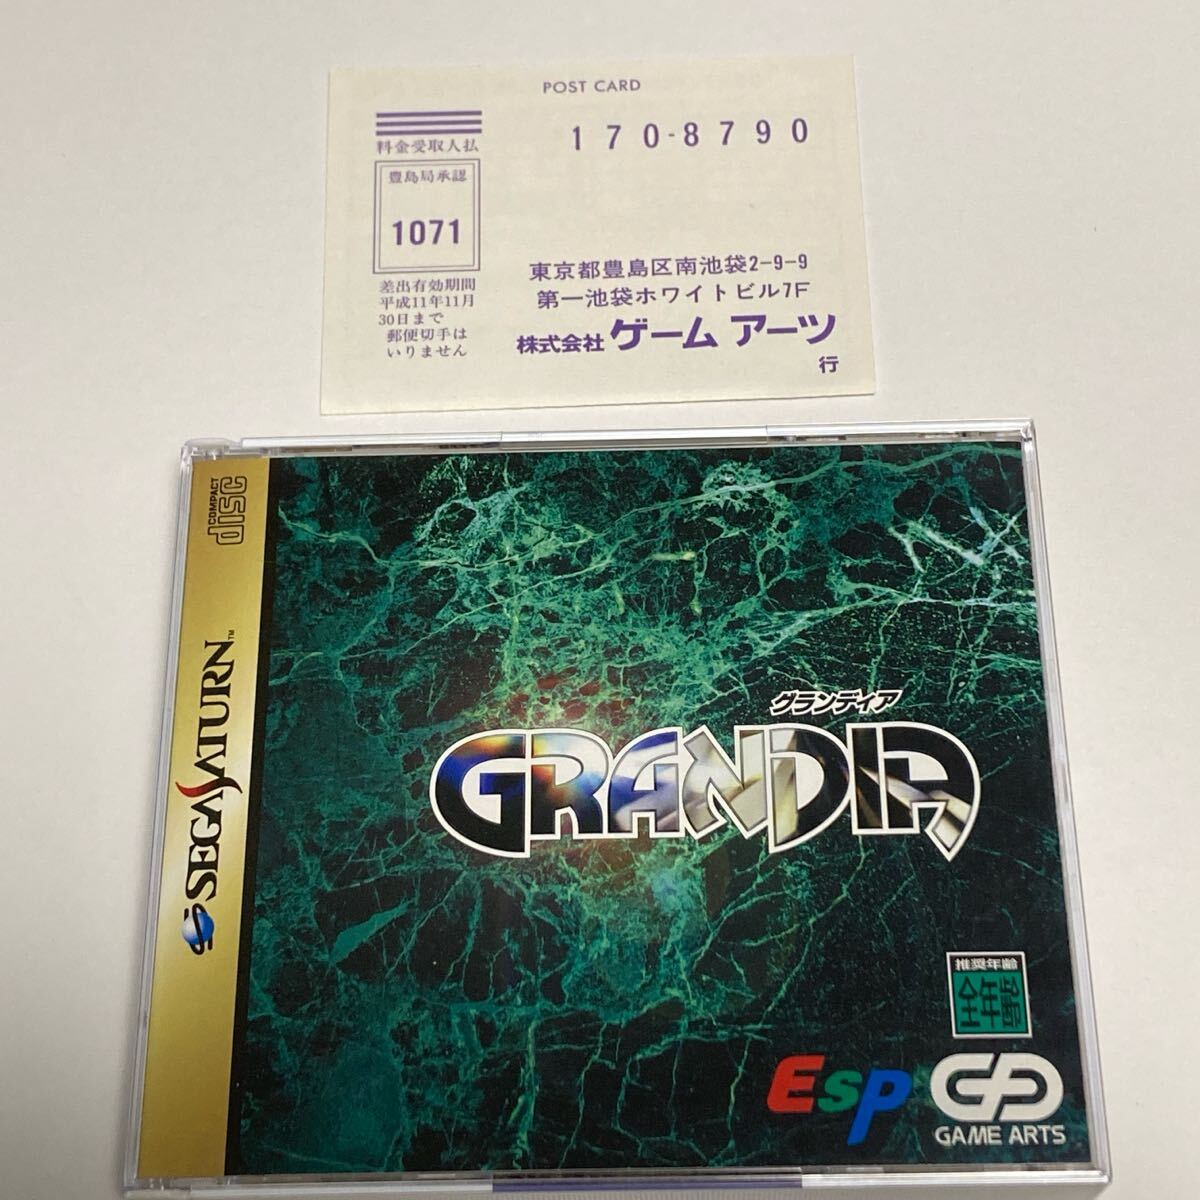 POST CARD
170-8790
料金受取人払
豊島局承認
1071
差出有効期間
平成11年11月
30日まで
郵便切手は
いりません
東京都豊島区南池袋2-9-9
第一池袋ホワイトビル7F
株式会社 ゲーム アーツ
行
COMPACT
disc
SEGA SATURN™
グランディア
GRANDIA
推奨年齢
全年齢
Esp
GAME ARTS